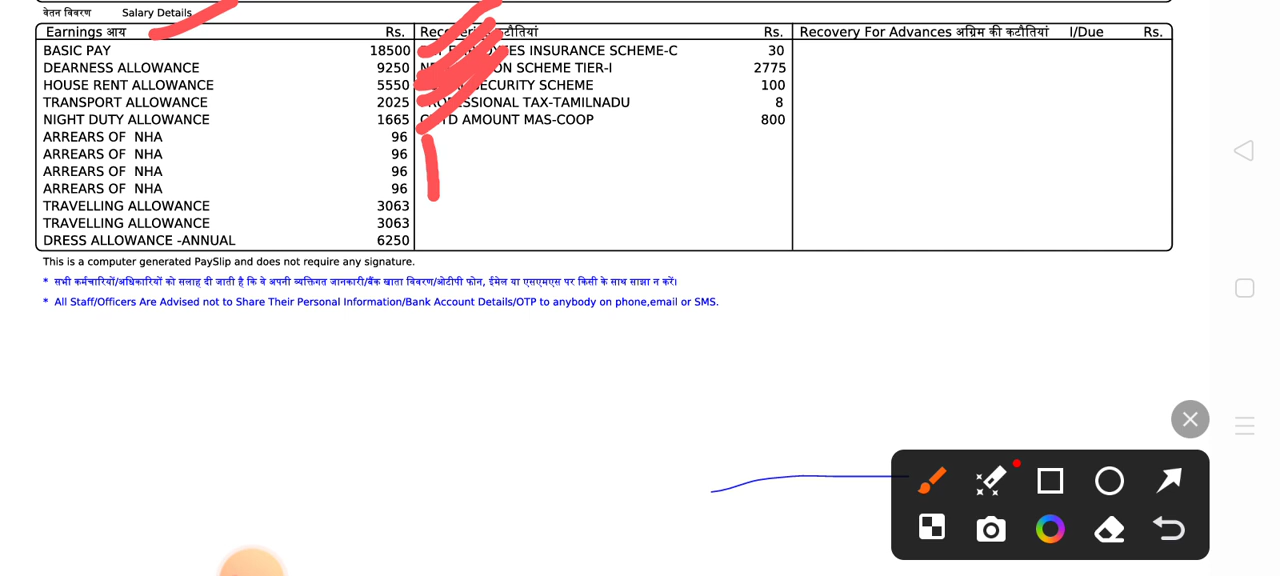 वेतन विवरण Salary Details
Earnings आय Rs. Rs. Recovery For Advances अग्रिम की कटौतियां I/Due Rs.
BASIC PAY 18500 INSURANCE SCHEME-C 30
DEARNESS ALLOWANCE 9250 SCHEME TIER-I 2775
HOUSE RENT ALLOWANCE 5550 SECURITY SCHEME 100
TRANSPORT ALLOWANCE 2025 PROFESSIONAL TAX-TAMILNADU 8
NIGHT DUTY ALLOWANCE 1665 AMOUNT MAS-COOP 800
ARREARS OF NHA 96
ARREARS OF NHA 96
ARREARS OF NHA 96
ARREARS OF NHA 96
TRAVELLING ALLOWANCE 3063
TRAVELLING ALLOWANCE 3063
DRESS ALLOWANCE -ANNUAL 6250
This is a computer generated PaySlip and does not require any signature.
* सभी कर्मचारियों/अधिकारियों को सलाह दी जाती है कि वे अपनी व्यक्तिगत जानकारी/बैंक खाता विवरण/ओटीपी फोन, ईमेल या एसएमएस पर किसी के साथ साझा न करें।
* All Staff/Officers Are Advised not to Share Their Personal Information/Bank Account Details/OTP to anybody on phone,email or SMS.